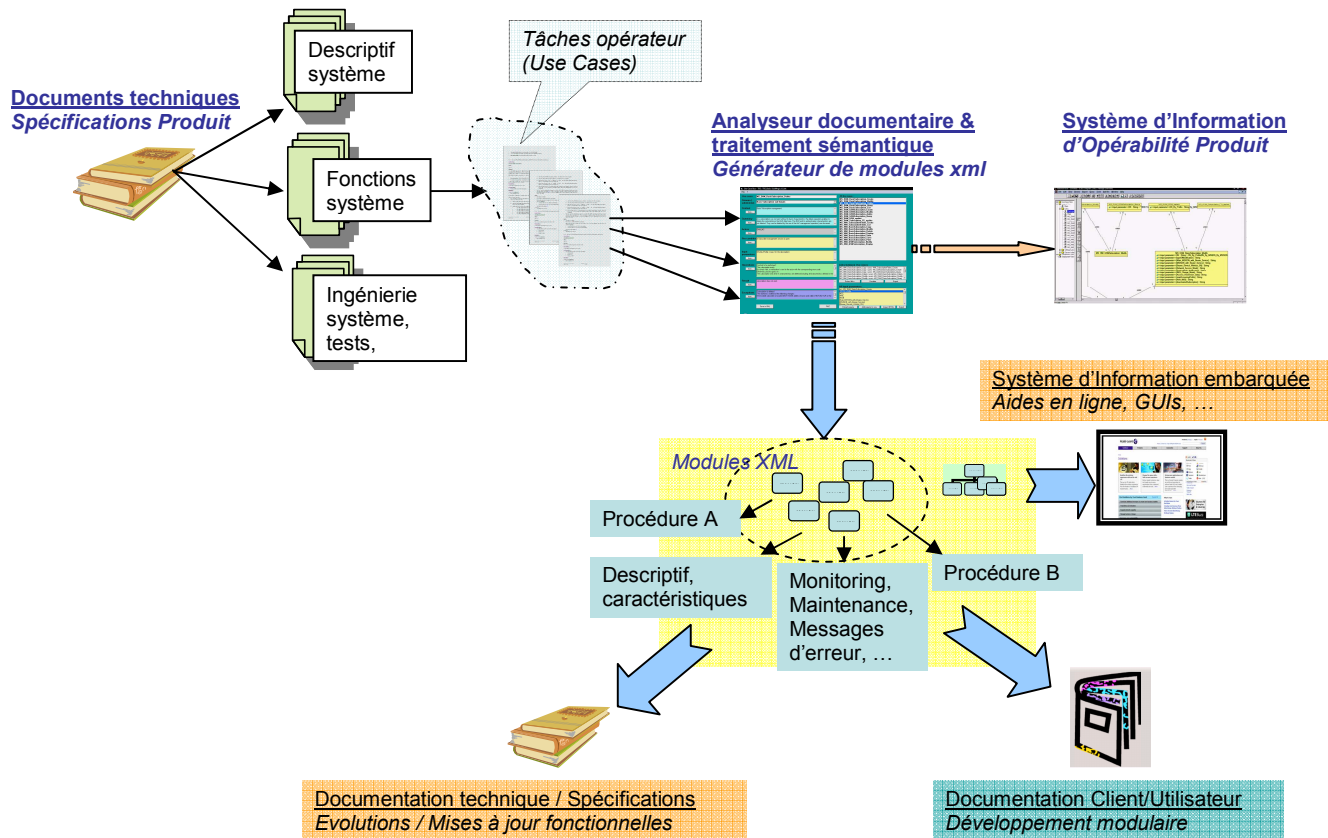 Descriptif
système
Tâches opérateur
(Use Cases)
Documents techniques
Spécifications Produit
Analyseur documentaire &
traitement sémantique
Générateur de modules xml
Système d’Information
d’Opérabilité Produit
Fonctions
système
Ingénierie
système,
tests,
Système d’Information embarquée
Aides en ligne, GUIs, …
Modules XML
Procédure A
Descriptif,
caractéristiques
Monitoring,
Maintenance,
Messages
d’erreur, …
Procédure B
Documentation technique / Spécifications
Evolutions / Mises à jour fonctionnelles
Documentation Client/Utilisateur
Développement modulaire